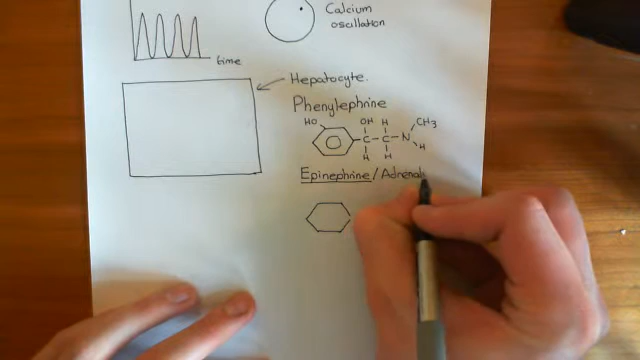 time
Calcium
oscillation
Hepatocyte.
Phenylephrine
HO
OH H
C - C - N
CH3
H
H H
Epinephrine / Adrenal